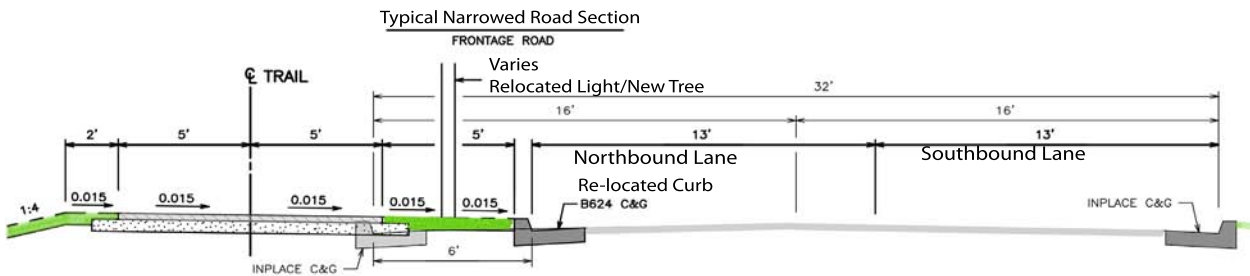 Typical Narrowed Road Section
FRONTAGE ROAD
Varies
Relocated Light/New Tree
℄ TRAIL
32'
16' 16'
2' 5' 5' 5' 13' 13'
Northbound Lane Southbound Lane
Re-located Curb
1:4 0.015 0.015 0.015 0.015 0.015 B624 C&G INPLACE C&G
6'
INPLACE C&G